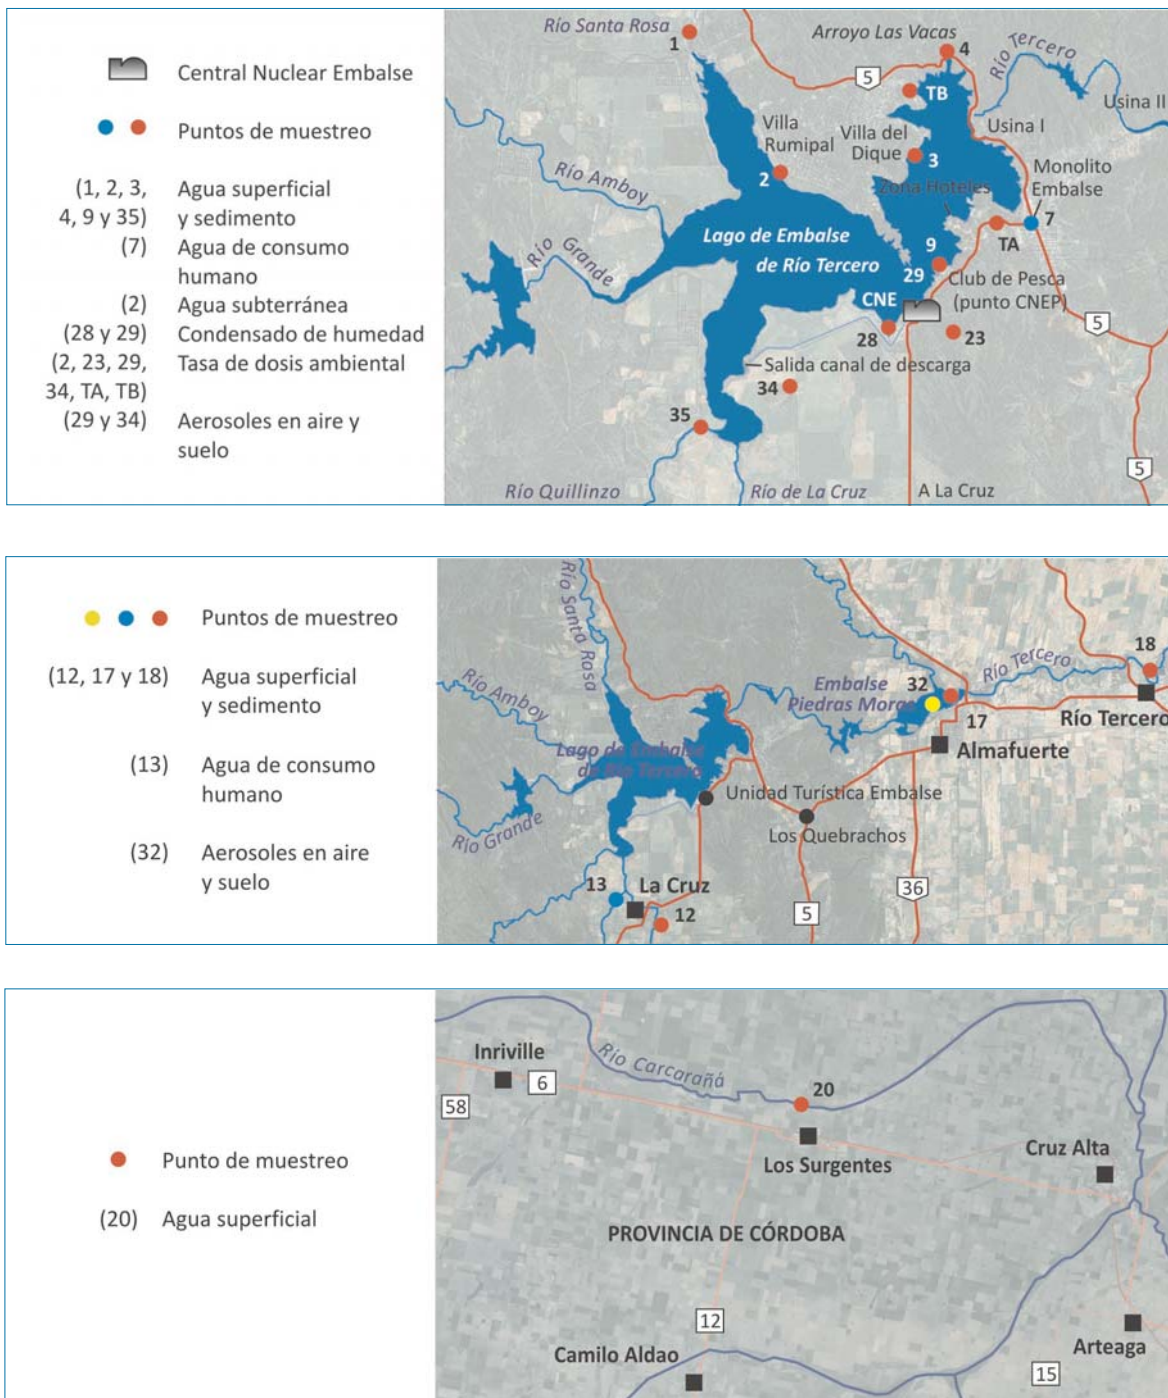 Central Nuclear Embalse
Puntos de muestreo
(1, 2, 3, Agua superficial
4, 9 y 35) y sedimento
(7) Agua de consumo
humano
(2) Agua subterránea
(28 y 29) Condensado de humedad
(2, 23, 29, Tasa de dosis ambiental
34, TA, TB)
(29 y 34) Aerosoles en aire y
suelo
Río Santa Rosa
1
Arroyo Las Vacas
4
Río Tercero
5
TB
Usina II
Villa
Rumipal
Villa del
Dique
Usina I
3
Monolito
Embalse
Río Amboy
2
Zona Hoteles
7
Lago de Embalse
de Río Tercero
TA
Río Grande
9
29
Club de Pesca
(punto CNEP)
CNE
28
23
5
Salida canal de descarga
34
35
5
Río Quillinzo
Río de La Cruz
A La Cruz
Puntos de muestreo
(12, 17 y 18) Agua superficial
y sedimento
(13) Agua de consumo
humano
(32) Aerosoles en aire
y suelo
Río Santa Rosa
Río Amboy
Embalse
Piedras Moras
32
Río Tercero
18
17
Río Tercero
Almafuerte
Lago de Embalse
de Río Tercero
Unidad Turística Embalse
Río Grande
Los Quebrachos
13
La Cruz
12
36
5
Punto de muestreo
(20) Agua superficial
Inriville
6
58
Río Carcarañá
20
Los Surgentes
Cruz Alta
PROVINCIA DE CÓRDOBA
12
Camilo Aldao
Arteaga
15